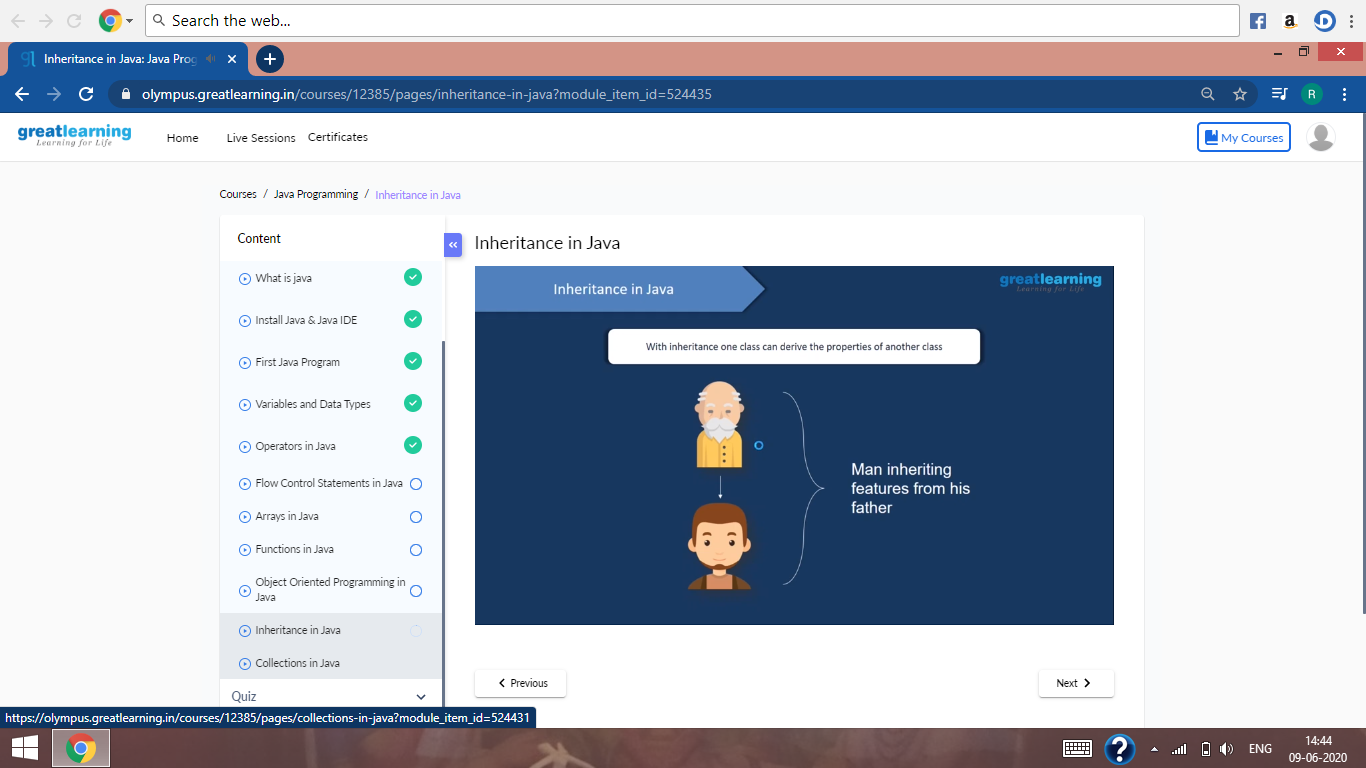 Search the web...
Inheritance in Java: Java Prog
olympus.greatlearning.in/courses/12385/pages/inheritance-in-java?module_item_id=524435
R
greatlearning
Learning for Life
Home
Live Sessions
Certificates
My Courses
Courses / Java Programming / Inheritance in Java
Content
What is java
Install Java & Java IDE
First Java Program
Variables and Data Types
Operators in Java
Flow Control Statements in Java
Arrays in Java
Functions in Java
Object Oriented Programming in
Java
Inheritance in Java
Collections in Java
Quiz
Inheritance in Java
Inheritance in Java
greatlearning
Learning for Life
With inheritance one class can derive the properties of another class
Man inheriting
features from his
father
Previous
Next
https://olympus.greatlearning.in/courses/12385/pages/collections-in-java?module_item_id=524431
ENG
14:44
09-06-2020